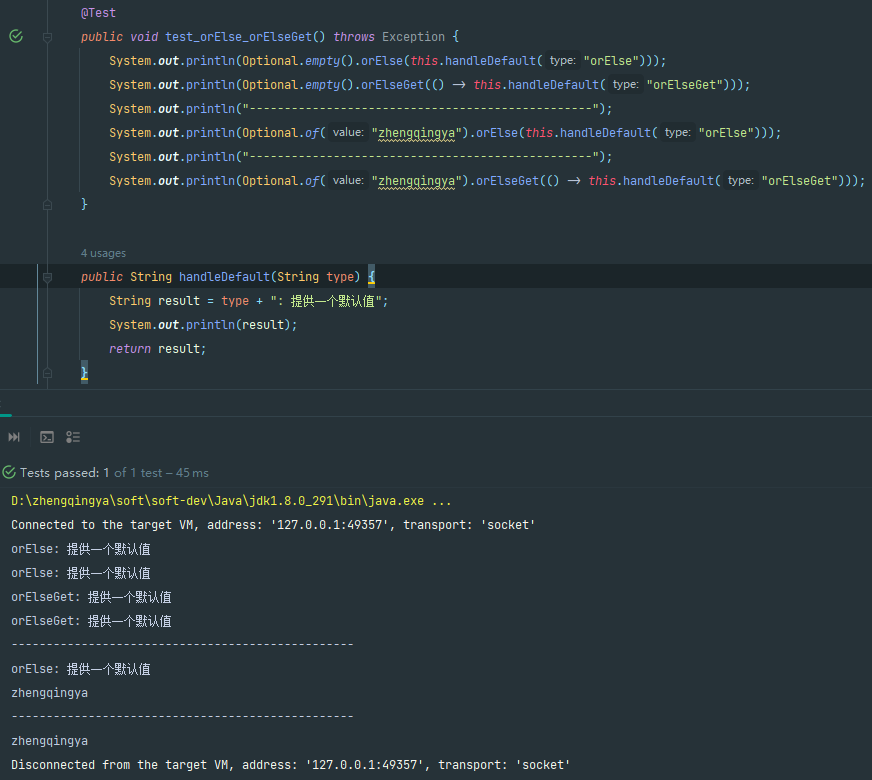 @Test
public void test_orElse_orElseGet() throws Exception {
System.out.println(Optional.empty().orElse(this.handleDefault( type: "orElse")));
System.out.println(Optional.empty().orElseGet(() -> this.handleDefault( type: "orElseGet")));
System.out.println("-------------------------------------------------");
System.out.println(Optional.of( value: "zhengqingya").orElse(this.handleDefault( type: "orElse")));
System.out.println("-------------------------------------------------");
System.out.println(Optional.of( value: "zhengqingya").orElseGet(() -> this.handleDefault( type: "orElseGet")));
}
4 usages
public String handleDefault(String type) {
String result = type + ": 提供一个默认值";
System.out.println(result);
return result;
}
Tests passed: 1 of 1 test – 45 ms
D:\zhengqingya\soft\soft-dev\Java\jdk1.8.0_291\bin\java.exe ...
Connected to the target VM, address: '127.0.0.1:49357', transport: 'socket'
orElse: 提供一个默认值
orElse: 提供一个默认值
orElseGet: 提供一个默认值
orElseGet: 提供一个默认值
-------------------------------------------------
orElse: 提供一个默认值
zhengqingya
-------------------------------------------------
zhengqingya
Disconnected from the target VM, address: '127.0.0.1:49357', transport: 'socket'